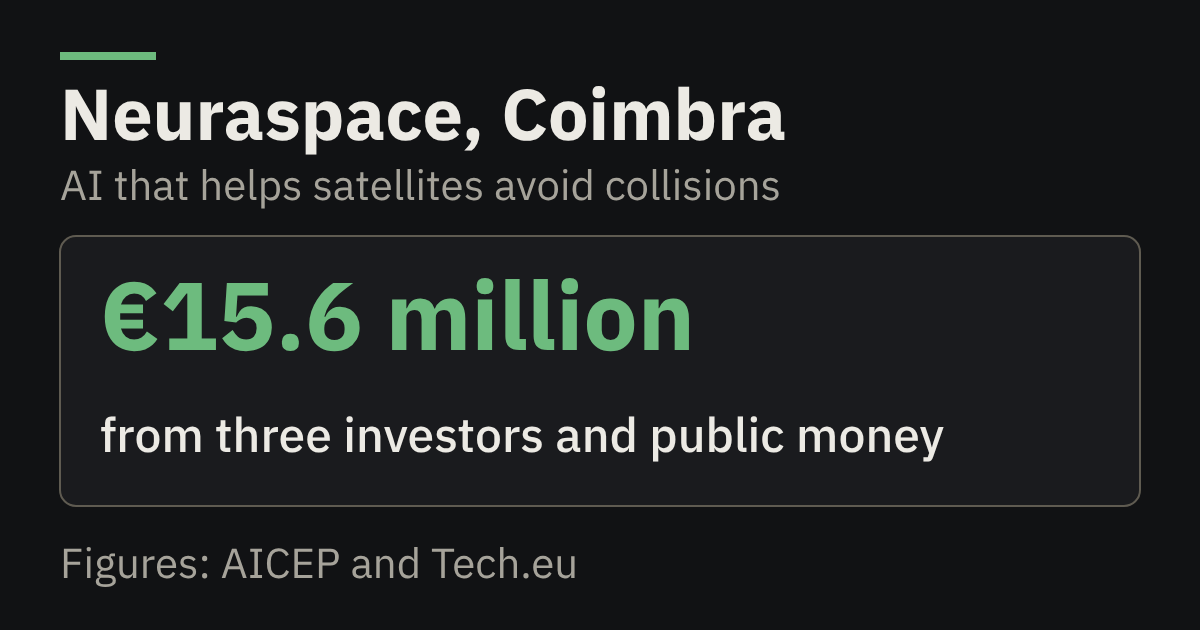 Neuraspace, Coimbra
AI that helps satellites avoid collisions
€15.6 million
from three investors and public money
Figures: AICEP and Tech.eu